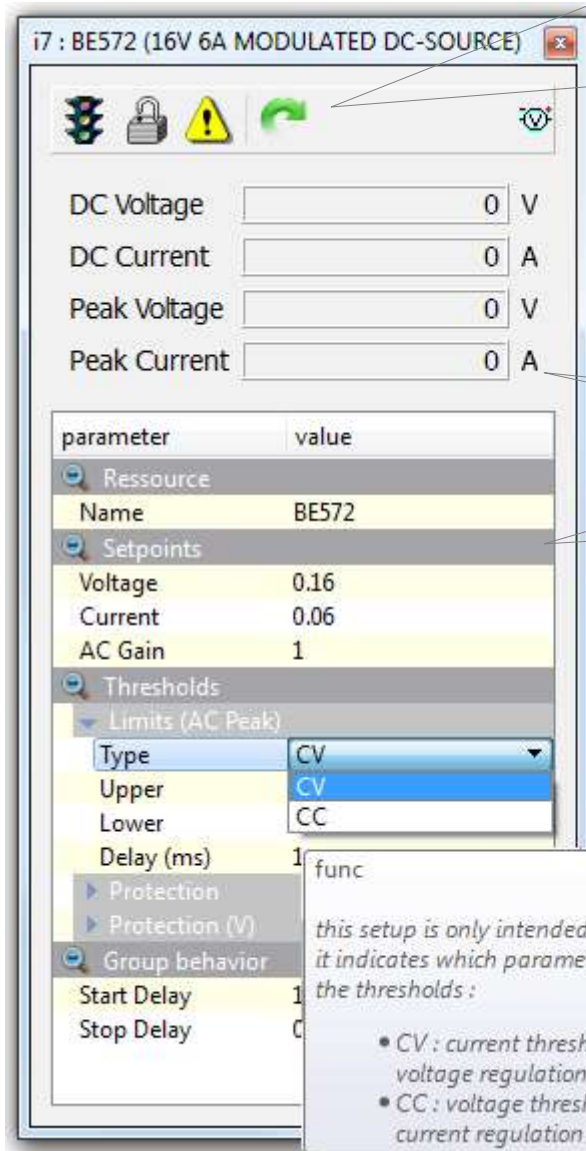 i7 : BE572 (16V 6A MODULATED DC-SOURCE)
DC Voltage 0 V
DC Current 0 A
Peak Voltage 0 V
Peak Current 0 A
parameter value
Ressource
Name BE572
Setpoints
Voltage 0.16
Current 0.06
AC Gain 1
Thresholds
Limits (AC Peak)
Type CV
Upper CV
Lower CC
Delay (ms) 1
Protection
Protection (V)
Group behavior
Start Delay 1
Stop Delay
func
this setup is only intended
it indicates which
the thresholds :
• CV : current
voltage regulation
• CC : voltage
current regulation